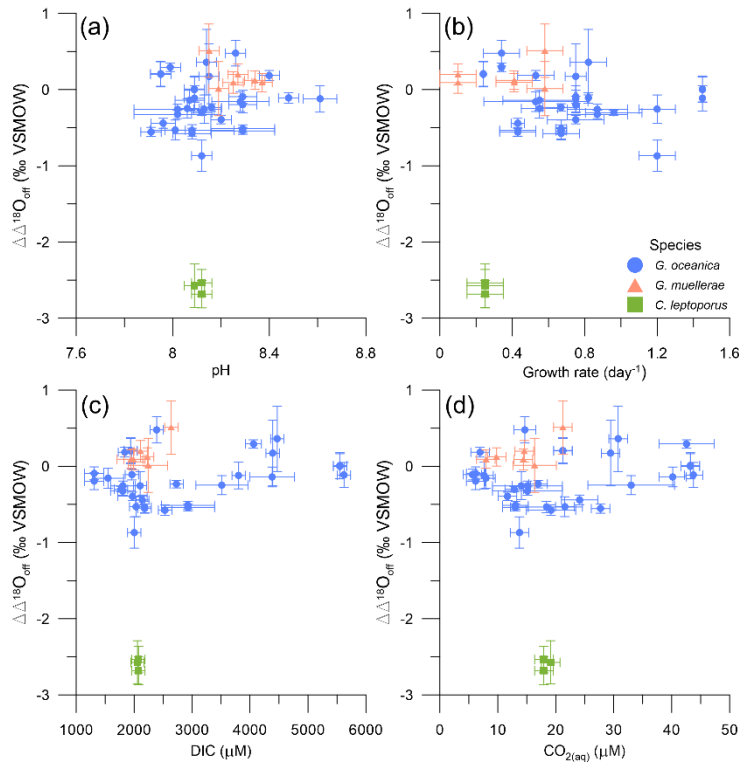 (a)
1
0
-1
-2
-3
ΔΔ¹⁸O_off (‰ VSMOW)
7.6 8 8.4 8.8
pH
(b)
1
0
-1
-2
-3
ΔΔ¹⁸O_off (‰ VSMOW)
Species
G. oceanica
G. muellerae
C. leptoporus
0 0.4 0.8 1.2 1.6
Growth rate (day⁻¹)
(c)
1
0
-1
-2
-3
ΔΔ¹⁸O_off (‰ VSMOW)
1000 2000 3000 4000 5000 6000
DIC (μM)
(d)
1
0
-1
-2
-3
ΔΔ¹⁸O_off (‰ VSMOW)
0 10 20 30 40 50
CO₂₍aq₎ (μM)